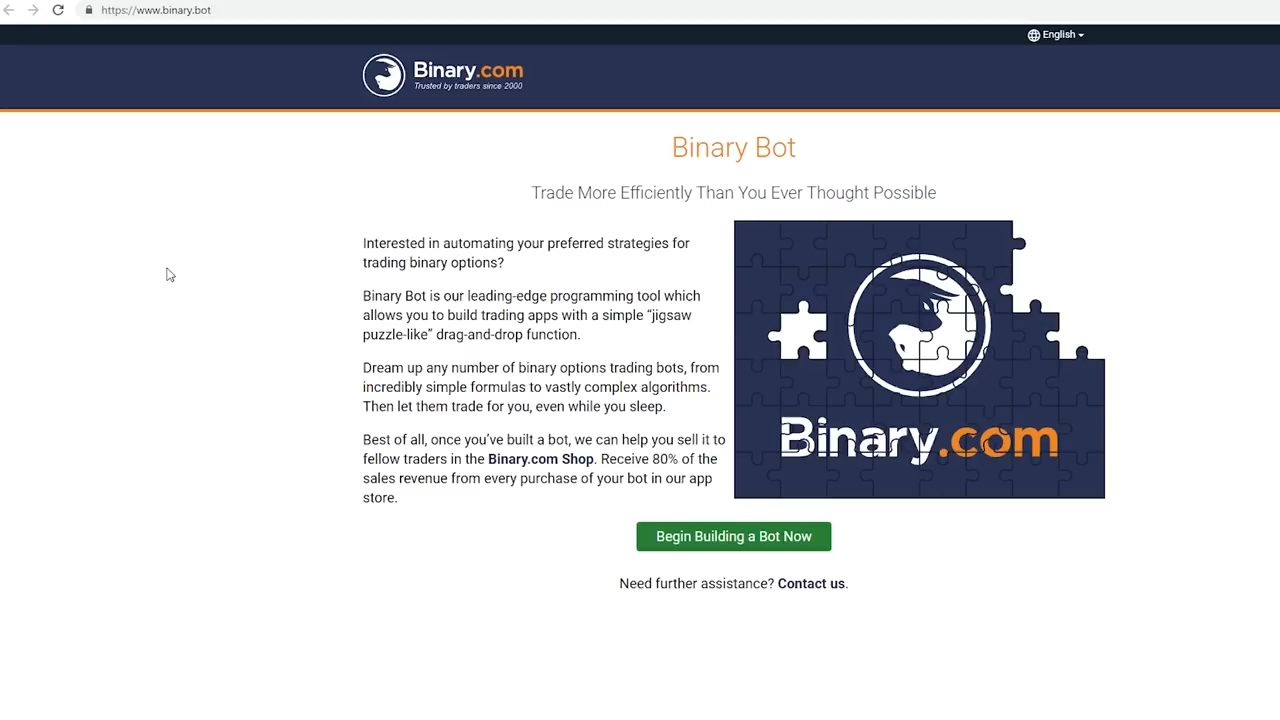 https://www.binary.bot
English
Binary.com
Trusted by traders since 2000
Binary Bot
Trade More Efficiently Than You Ever Thought Possible
Interested in automating your preferred strategies for
trading binary options?
Binary Bot is our leading-edge programming tool which
allows you to build trading apps with a simple “jigsaw
puzzle-like” drag-and-drop function.
Dream up any number of binary options trading bots, from
incredibly simple formulas to vastly complex algorithms.
Then let them trade for you, even while you sleep.
Best of all, once you’ve built a bot, we can help you sell it to
fellow traders in the Binary.com Shop. Receive 80% of the
sales revenue from every purchase of your bot in our app
store.
Binary.com
Begin Building a Bot Now
Need further assistance? Contact us.